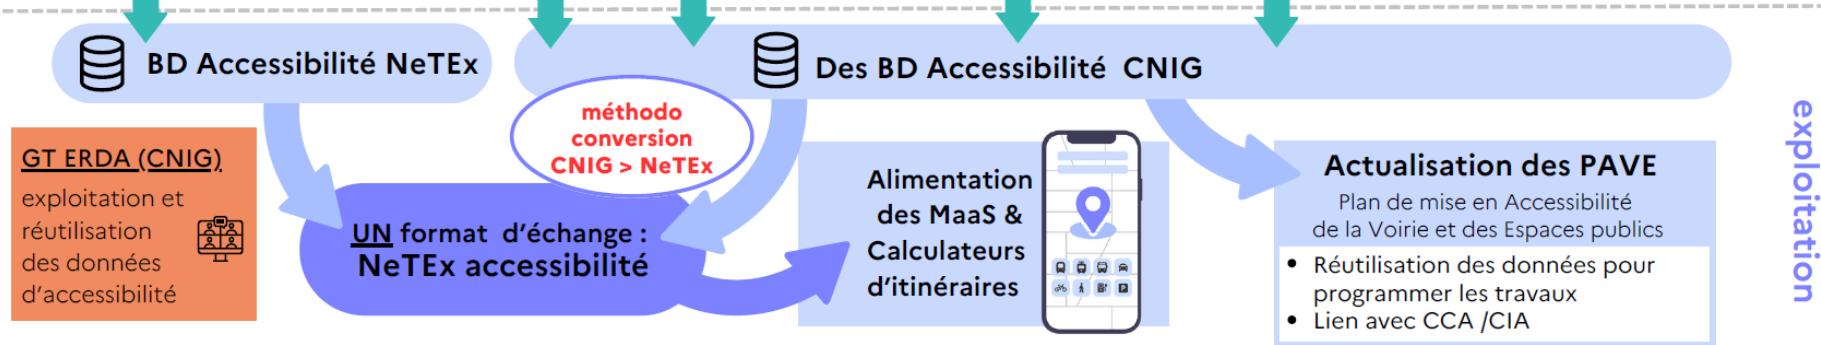 BD Accessibilité NeTEx
Des BD Accessibilité CNIG
méthodo
conversion
CNIG > NeTEx
GT ERDA (CNIG)
exploitation et
réutilisation
des données
d'accessibilité
UN format d'échange :
NeTEx accessibilité
Alimentation
des MaaS &
Calculateurs
d'itinéraires
Actualisation des PAVE
Plan de mise en Accessibilité
de la Voirie et des Espaces publics
• Réutilisation des données pour
programmer les travaux
• Lien avec CCA /CIA
exploitation